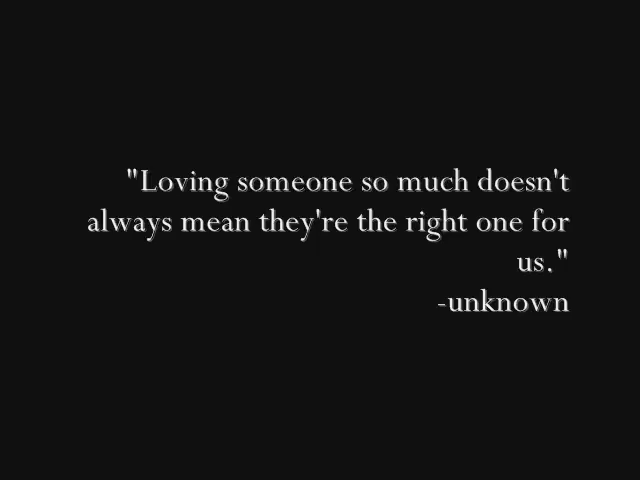 "Loving someone so much doesn't
always mean they're the right one for
us."
-unknown